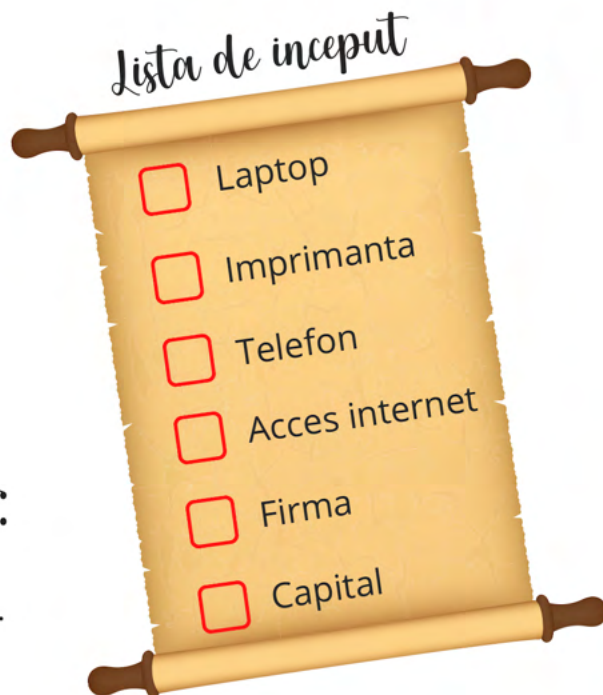 Lista de inceput
Laptop
Imprimanta
Telefon
Acces internet
Firma
Capital